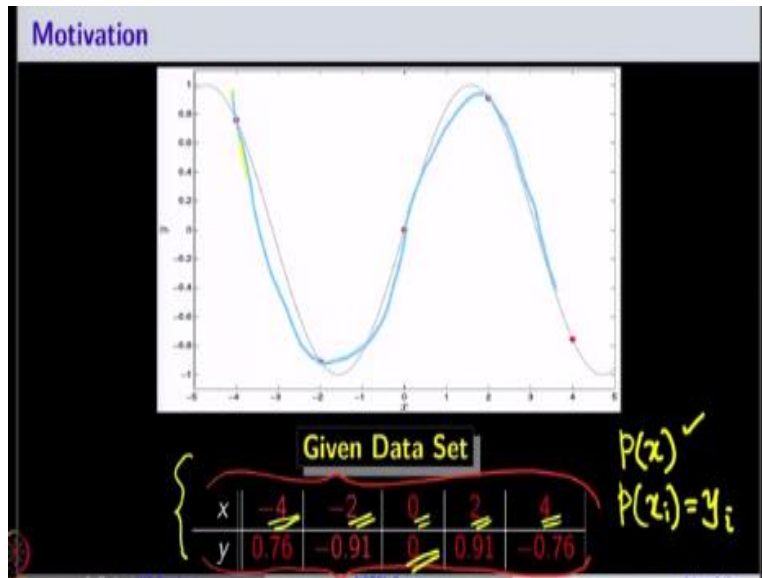 Motivation
1
0.8
0.6
0.4
0.2
0
-0.2
-0.4
-0.6
-0.8
-1
-5 -4 -3 -2 -1 0 1 2 3 4 5
x
Given Data Set
P(x) ✓
x -4 -2 0 2 4
P(xᵢ)=yᵢ
y 0.76 -0.91 0 0.91 -0.76